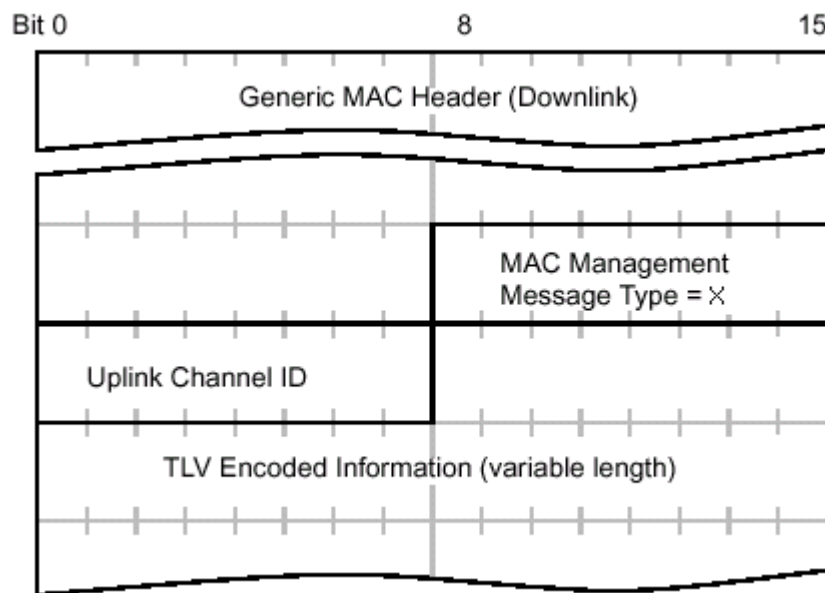 Bit 0 8 15
Generic MAC Header (Downlink)
MAC Management
Message Type = X
Uplink Channel ID
TLV Encoded Information (variable length)